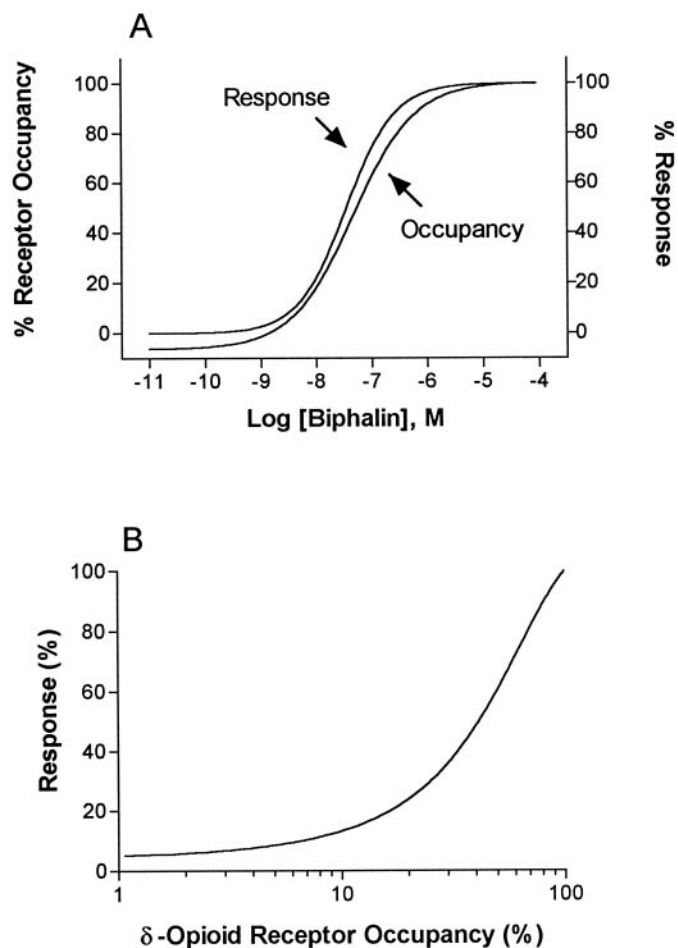 A
% Receptor Occupancy
100
80
60
40
20
0
Response
Occupancy
100
80
60
40
20
0
% Response
-11 -10 -9 -8 -7 -6 -5 -4
Log [Biphalin], M
B
Response (%)
100
80
60
40
20
0
1 10 100
δ-Opioid Receptor Occupancy (%)